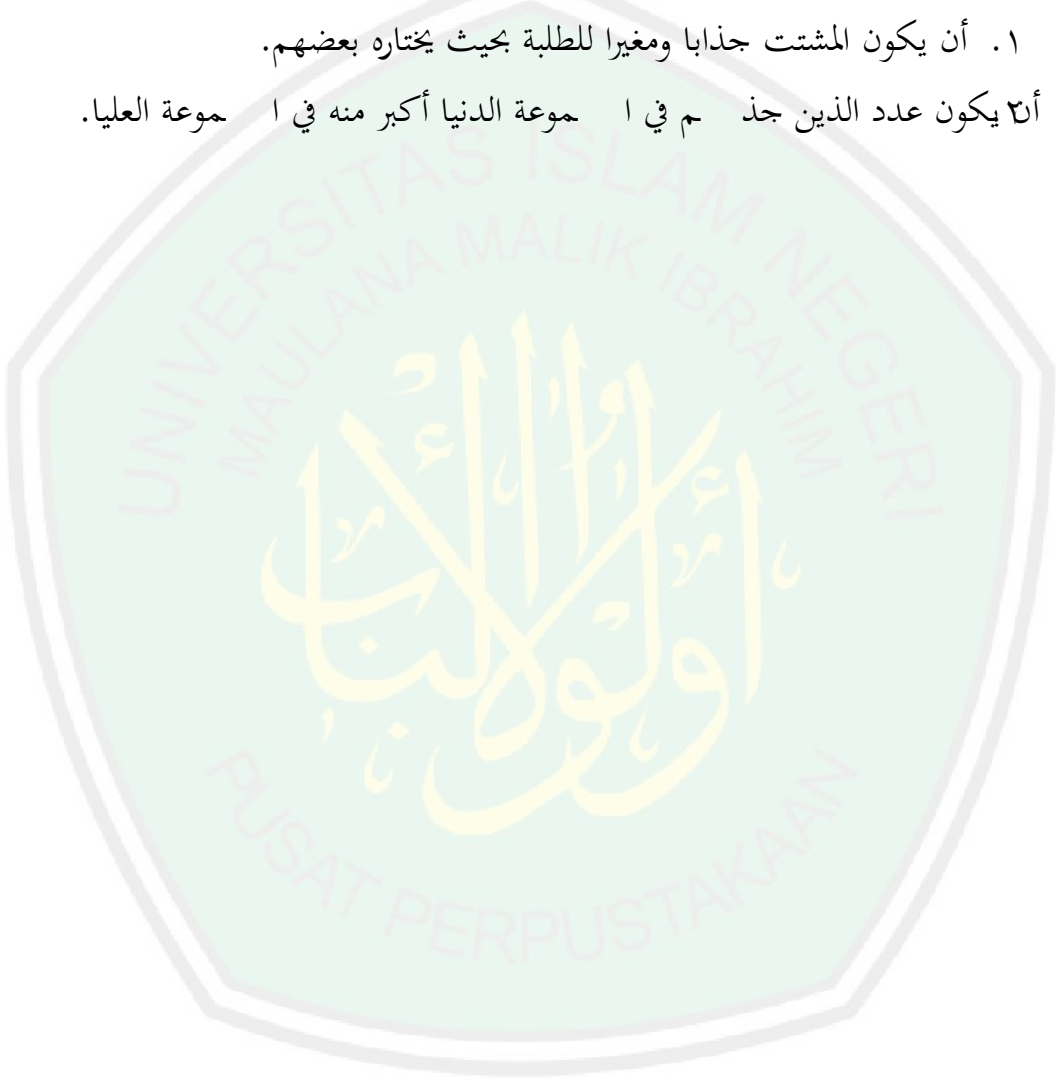 ١. أن يكون المشتت جذابا ومغيرا للطلبة بحيث يختاره بعضهم.
٢. أن يكون عدد الذين جذ م في ا موعة الدنيا أكبر منه في ا موعة العليا.
UNIVERSITAS ISLAM NEGERI
MAULANA MALIK IBRAHIM
أولو الألباب
PUSAT PERPUSTAKAAN